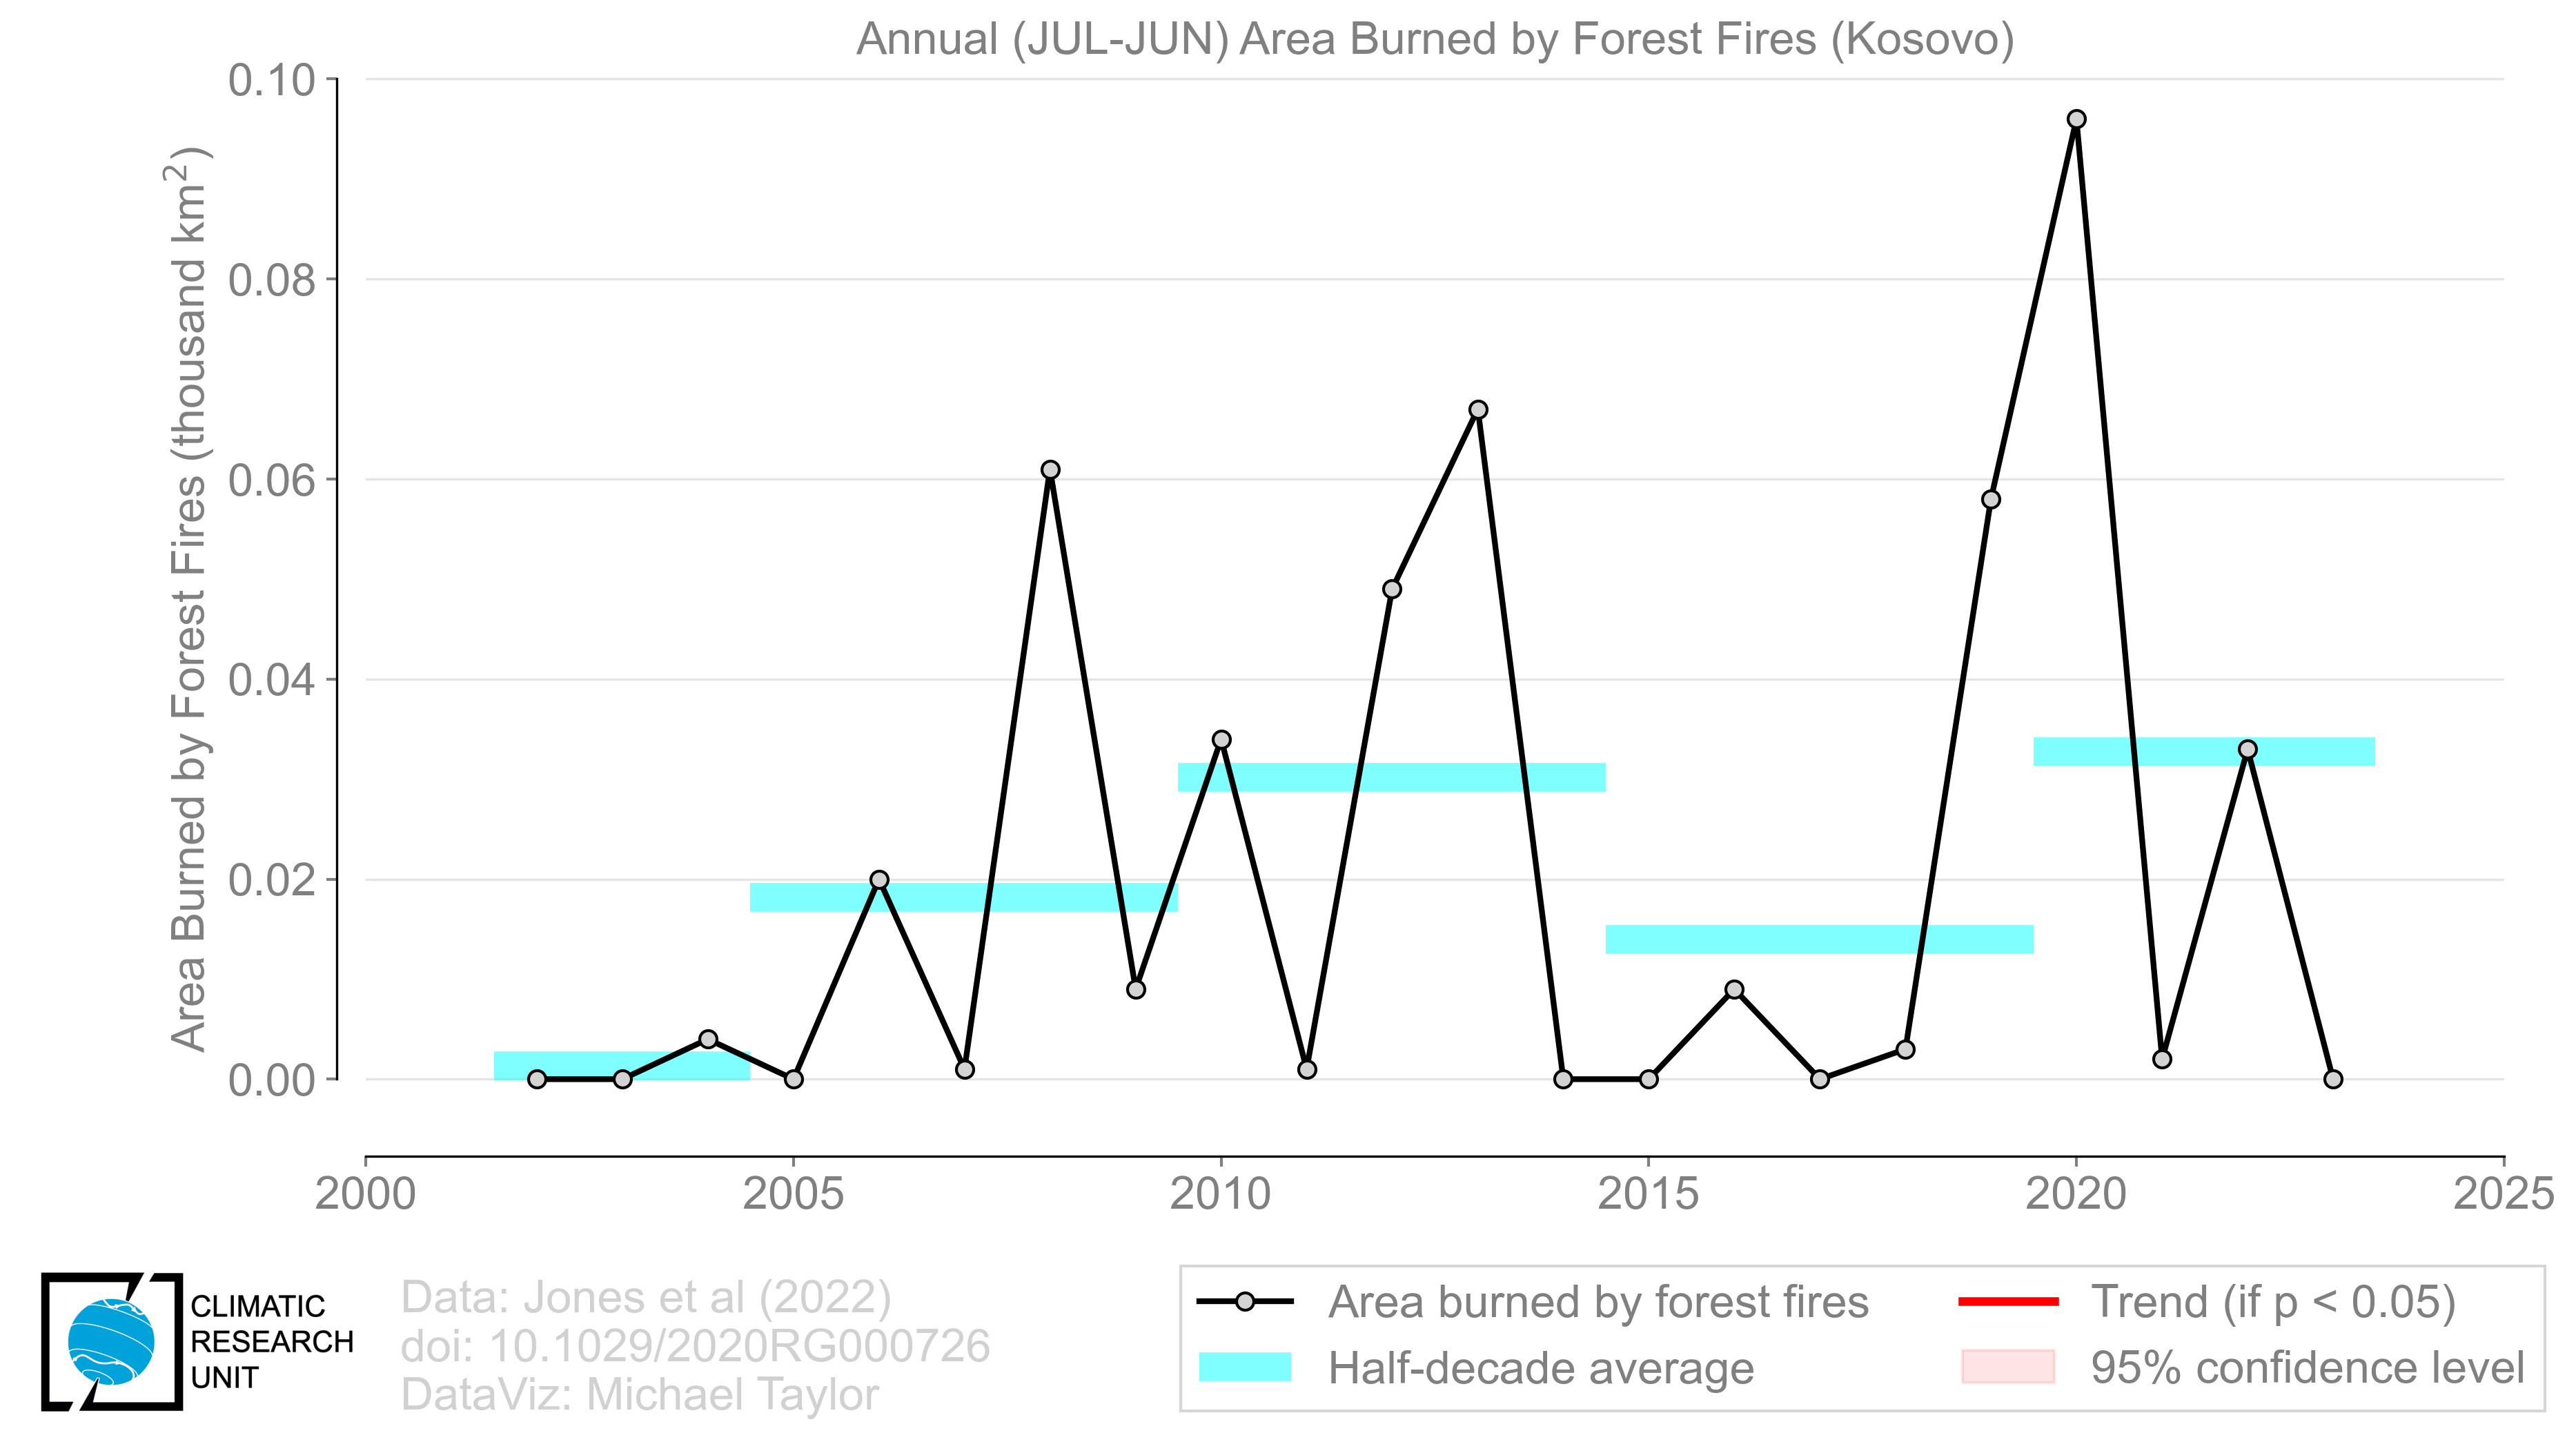 Annual (JUL-JUN) Area Burned by Forest Fires (Kosovo)
Area Burned by Forest Fires (thousand km²)
0.10
0.08
0.06
0.04
0.02
0.00
2000
2005
2010
2015
2020
2025
CLIMATIC
RESEARCH
UNIT
Data: Jones et al (2022)
doi: 10.1029/2020RG000726
DataViz: Michael Taylor
Area burned by forest fires
Half-decade average
Trend (if p < 0.05)
95% confidence level